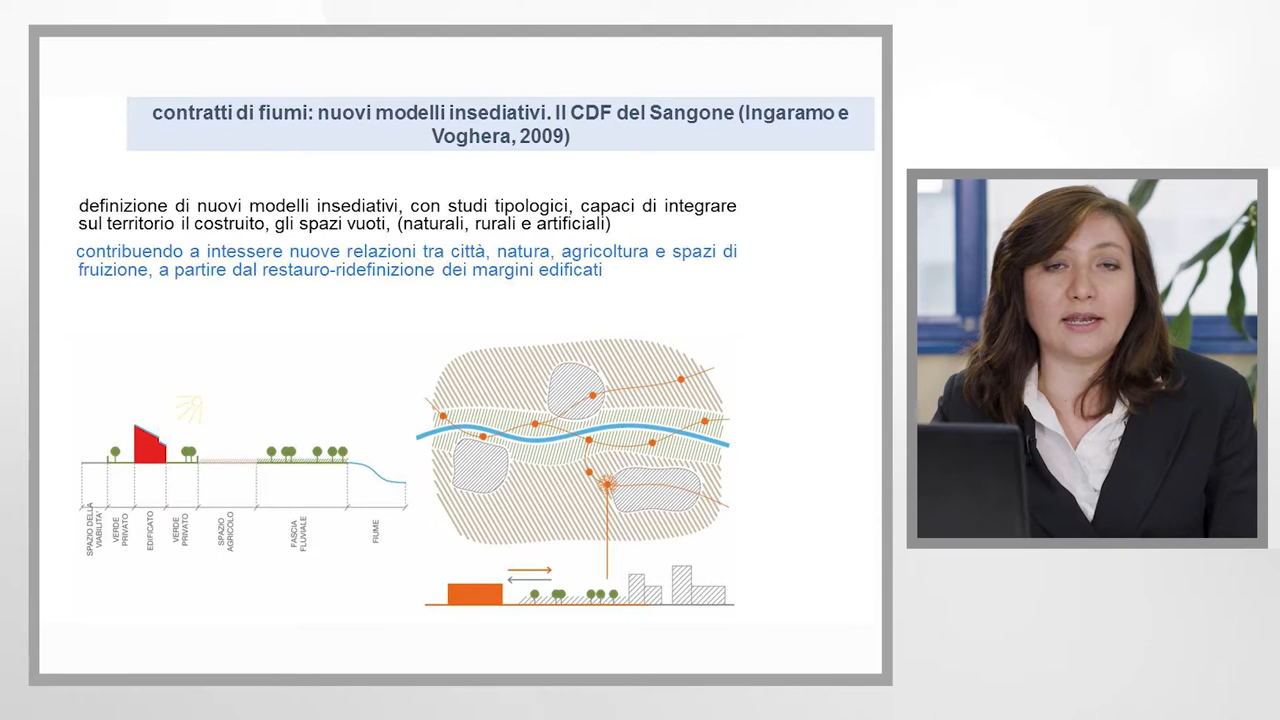 contratti di fiumi: nuovi modelli insediativi. Il CDF del Sangone (Ingaramo e
Voghera, 2009)
definizione di nuovi modelli insediativi, con studi tipologici, capaci di integrare
sul territorio il costruito, gli spazi vuoti, (naturali, rurali e artificiali)
contribuendo a intessere nuove relazioni tra città, natura, agricoltura e spazi di
fruizione, a partire dal restauro-ridefinizione dei margini edificati
SPAZIO DELLA
VIABILITA'
VERDE
PRIVATO
EDIFICATO
VERDE
PRIVATO
SPAZIO
AGRICOLO
FASCIA
FLUVIALE
FIUME